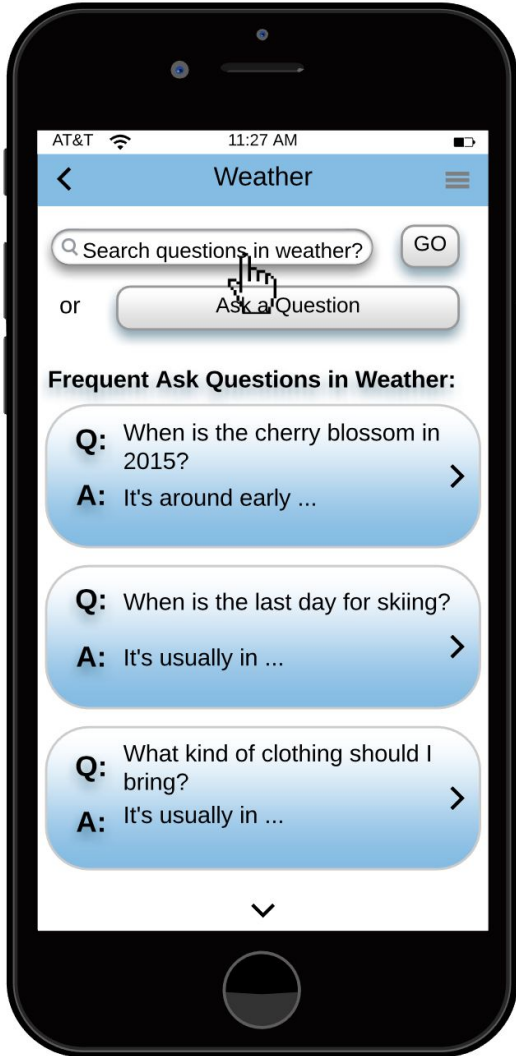 AT&T 11:27 AM
Weather
Search questions in weather? GO
or Ask a Question
Frequent Ask Questions in Weather:
Q: When is the cherry blossom in
2015?
A: It's around early ...
Q: When is the last day for skiing?
A: It's usually in ...
Q: What kind of clothing should I
bring?
A: It's usually in ...